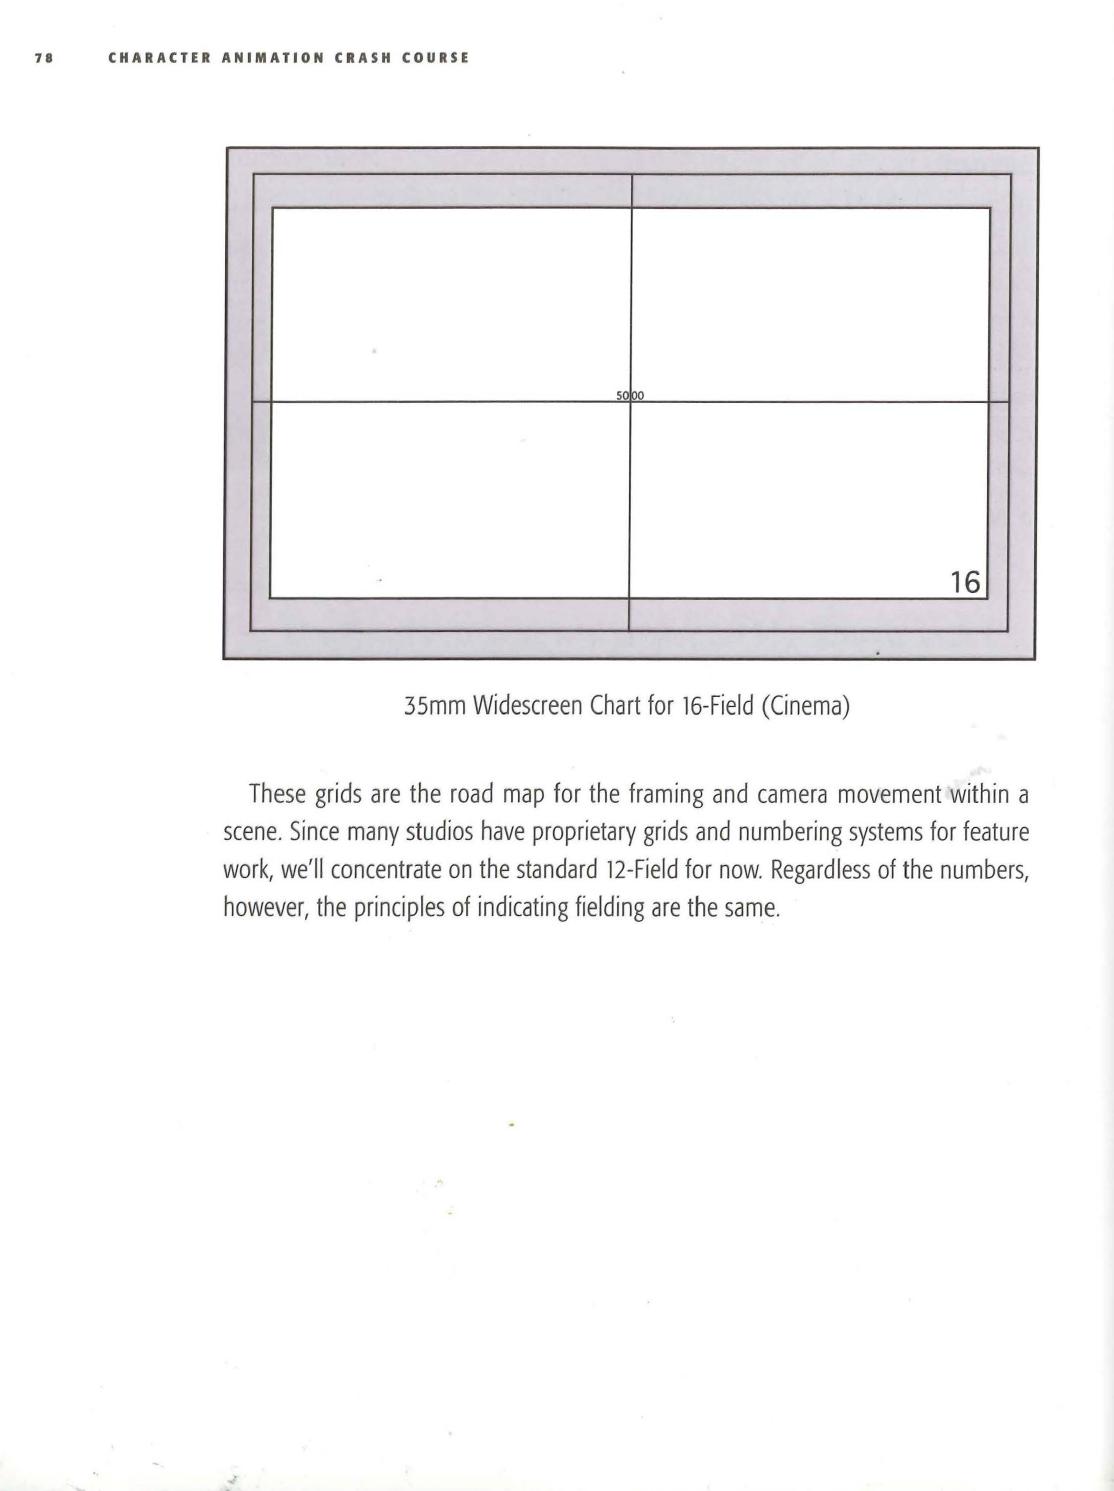 78 CHARACTER ANIMATION CRASH COURSE
5000
16
35mm Widescreen Chart for 16-Field (Cinema)
These grids are the road map for the framing and camera movement within a
scene. Since many studios have proprietary grids and numbering systems for feature
work, we'll concentrate on the standard 12-Field for now. Regardless of the numbers,
however, the principles of indicating fielding are the same.